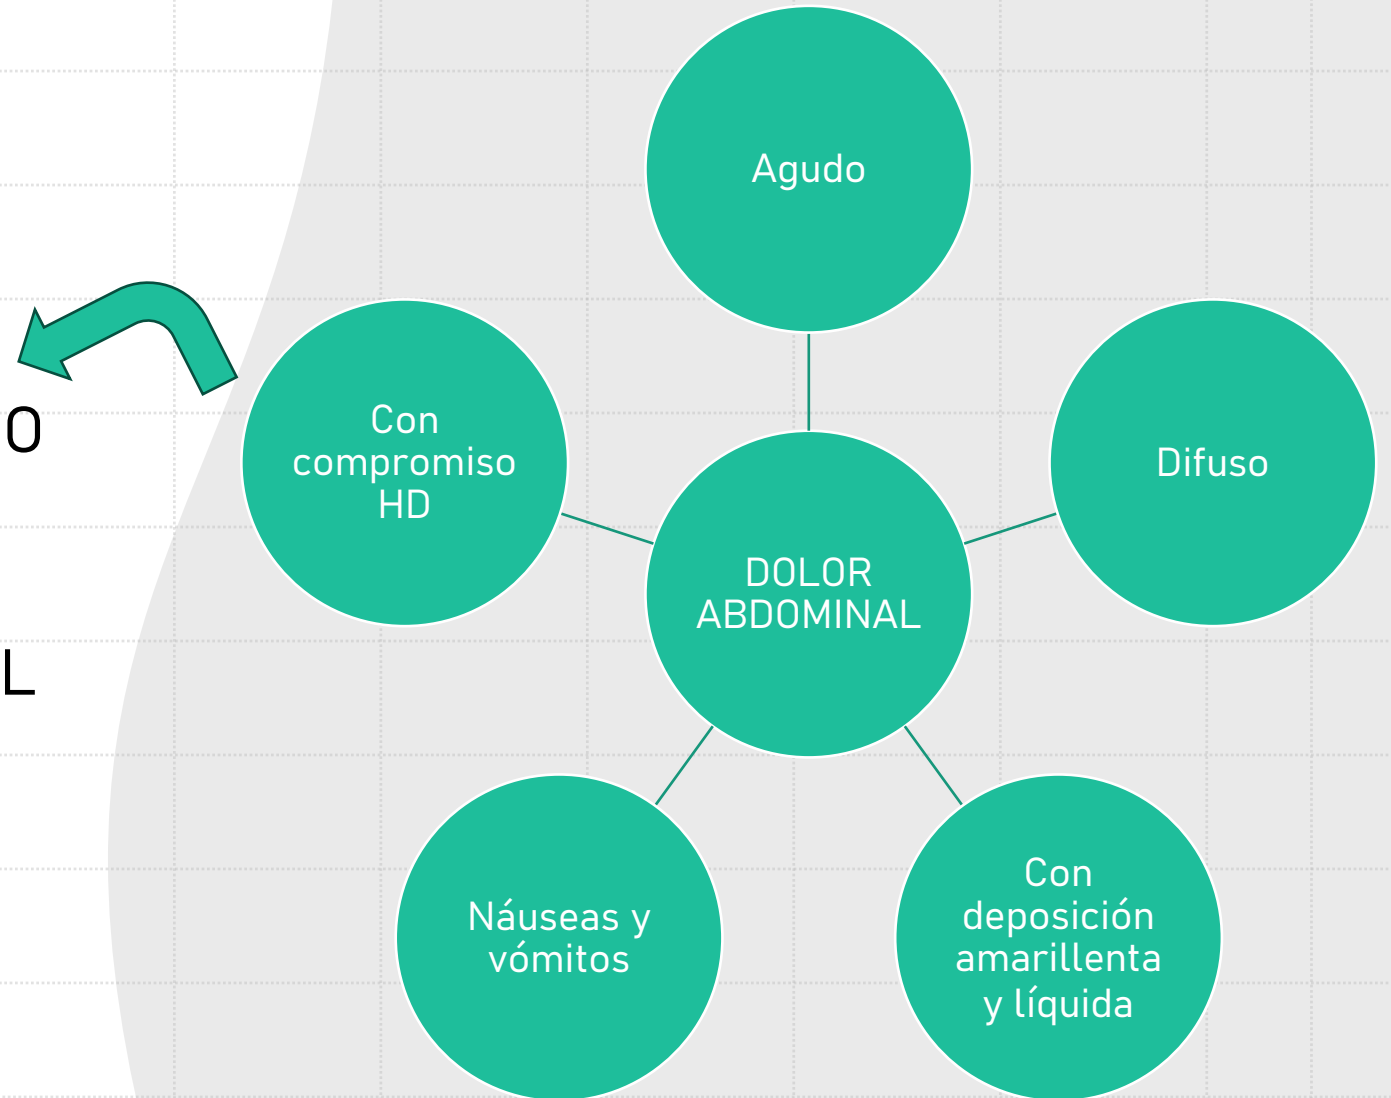 Agudo
Con
compromiso
HD
Difuso
O
DOLOR
ABDOMINAL
L
Náuseas y
vómitos
Con
deposición
amarillenta
y líquida